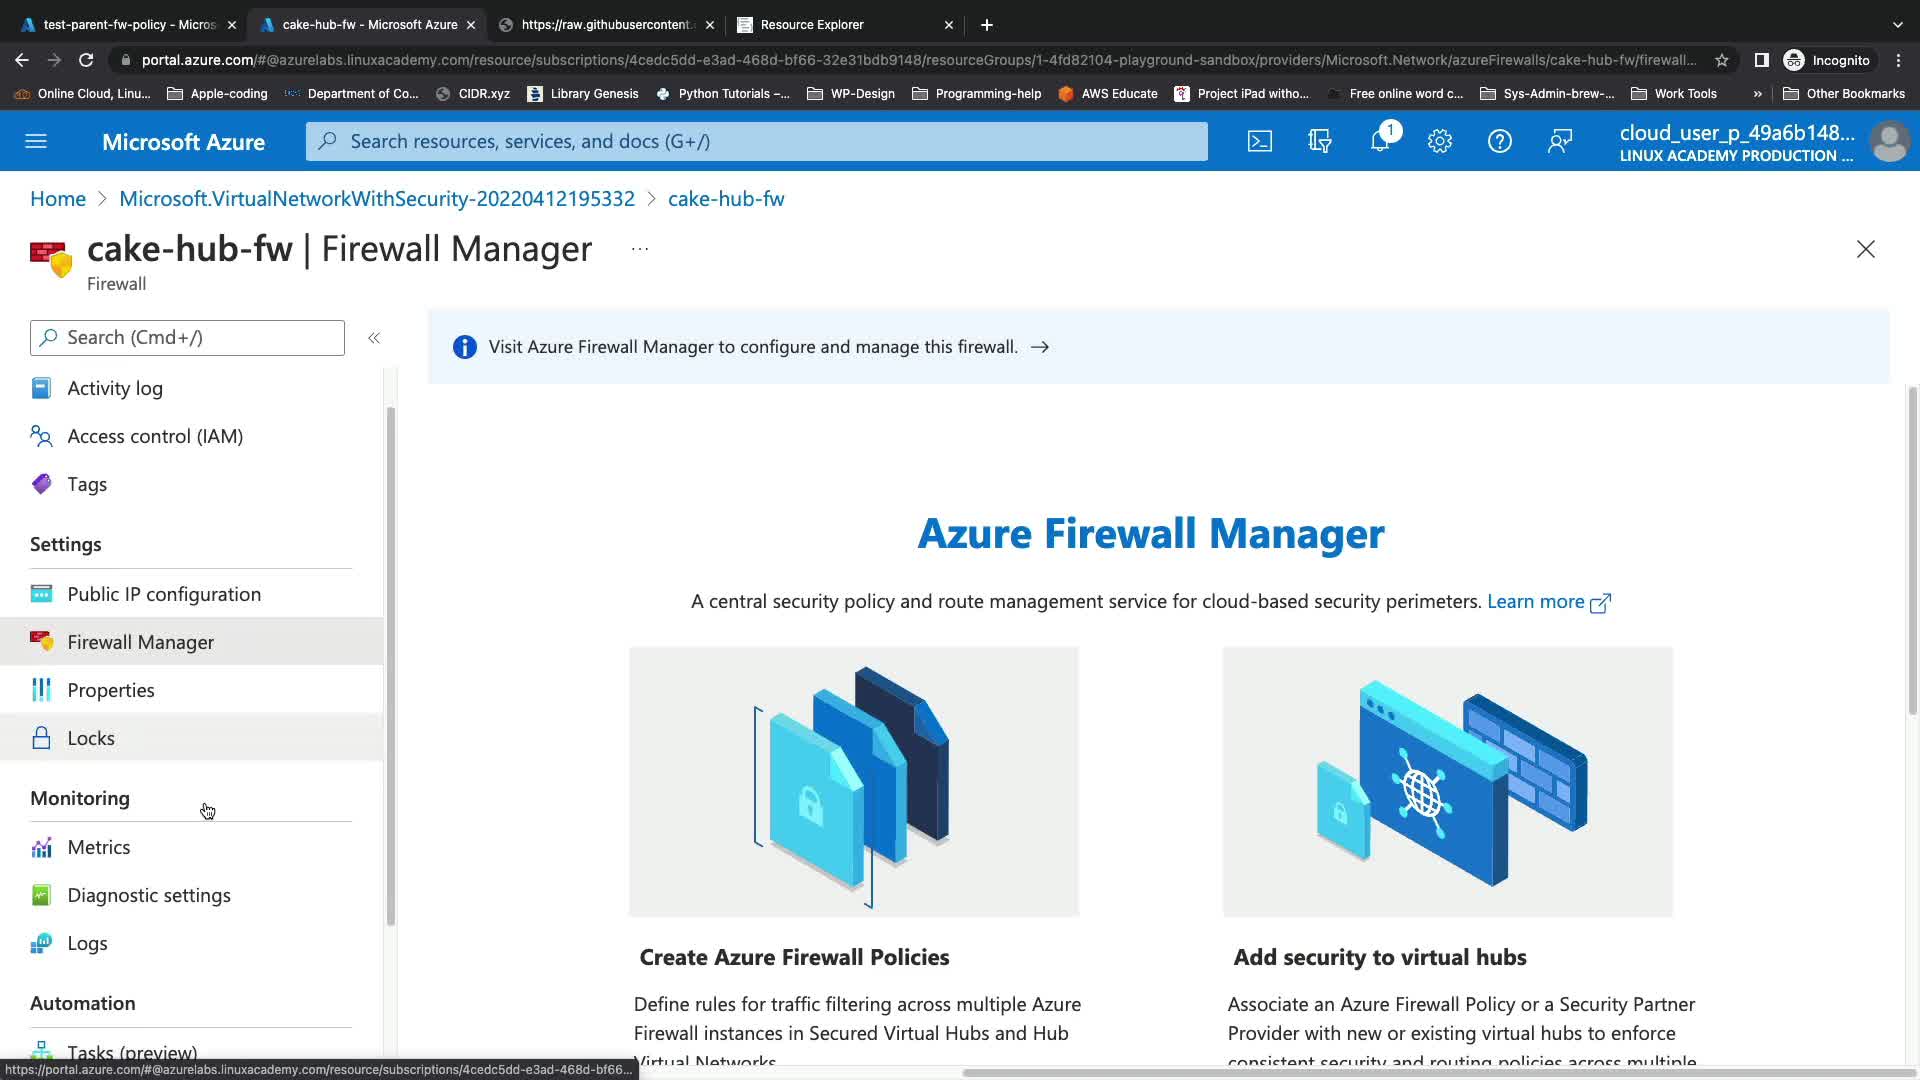 test-parent-fw-policy - Micros
cake-hub-fw - Microsoft Azure
https://raw.githubusercontent.
Resource Explorer
portal.azure.com/#@azurelabs.linuxacademy.com/resource/subscriptions/4cedc5dd-e3ad-468d-bf66-32e31bdb9148/resourceGroups/1-4fd82104-playground-sandbox/providers/Microsoft.Network/azureFirewalls/cake-hub-fw/firewall...
Incognito
Online Cloud, Linu...
Apple-coding
Department of Co...
CIDR.xyz
Library Genesis
Python Tutorials –...
WP-Design
Programming-help
AWS Educate
Project iPad witho...
Free online word c...
Sys-Admin-brew-...
Work Tools
»
Other Bookmarks
Microsoft Azure
Search resources, services, and docs (G+/)
1
cloud_user_p_49a6b148...
LINUX ACADEMY PRODUCTION ...
Home > Microsoft.VirtualNetworkWithSecurity-20220412195332 > cake-hub-fw
cake-hub-fw | Firewall Manager ...
Firewall
Search (Cmd+/)
«
Activity log
Access control (IAM)
Tags
Settings
Public IP configuration
Firewall Manager
Properties
Locks
Monitoring
Metrics
Diagnostic settings
Logs
Automation
Tasks (preview)
Visit Azure Firewall Manager to configure and manage this firewall. →
Azure Firewall Manager
A central security policy and route management service for cloud-based security perimeters. Learn more
Create Azure Firewall Policies
Define rules for traffic filtering across multiple Azure
Firewall instances in Secured Virtual Hubs and Hub
Virtual Networks
Add security to virtual hubs
Associate an Azure Firewall Policy or a Security Partner
Provider with new or existing virtual hubs to enforce
consistent security and routing policies across multiple
https://portal.azure.com/#@azurelabs.linuxacademy.com/resource/subscriptions/4cedc5dd-e3ad-468d-bf66...